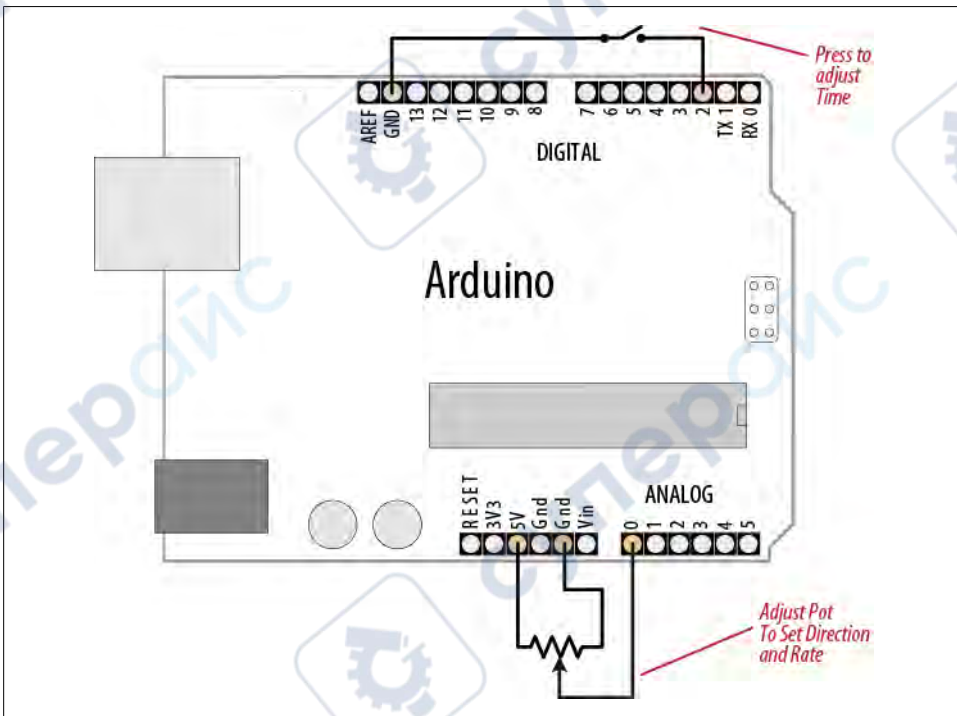 Press to
adjust
Time
AREF
GND
13
12
11
10
9
8
7
6
5
4
3
2
TX 1
RX 0
DIGITAL
Arduino
RESET
3V3
5V
Gnd
Gnd
Vin
ANALOG
0
1
2
3
4
5
Adjust Pot
To Set Direction
and Rate